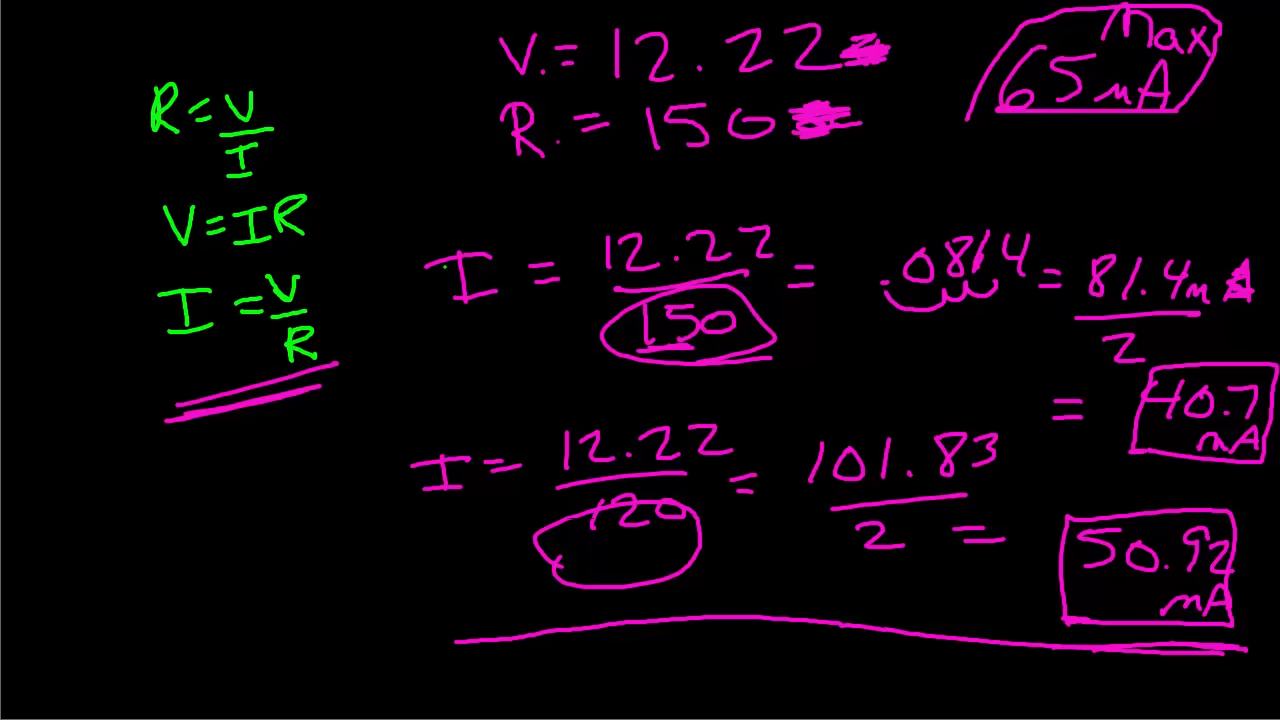 R = V / I
V = IR
I = V / R
V. = 12.22
R. = 150
Max
65mA
I = 12.22 / 150 = .0814 = 81.4mA / 2
= 40.7
mA
I = 12.22 / 120 = 101.83 / 2 =
50.92
mA